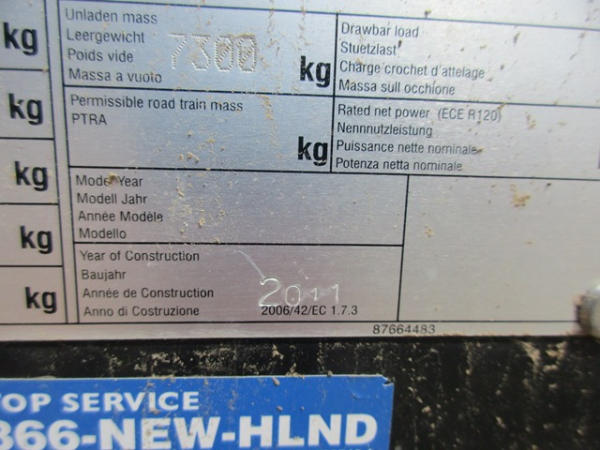 Unladen mass
Leergewicht
Poids vide
Massa a vuoto
7300 kg
Drawbar load
Stuetzlast
Charge crochet d'attelage
Massa sull occhione
kg
Permissible road train mass
PTRA
kg
Rated net power (ECE R120)
Nennnutzleistung
Puissance nette nominale
Potenza netta nominale
kg
kg
Model Year
Modell Jahr
Année Modèle
Modello
kg
Year of Construction
Baujahr
Année de Construction
Anno di Costruzione
2011
2006/42/EC 1.7.3
kg
87664483
TOP SERVICE
866-NEW-HLND